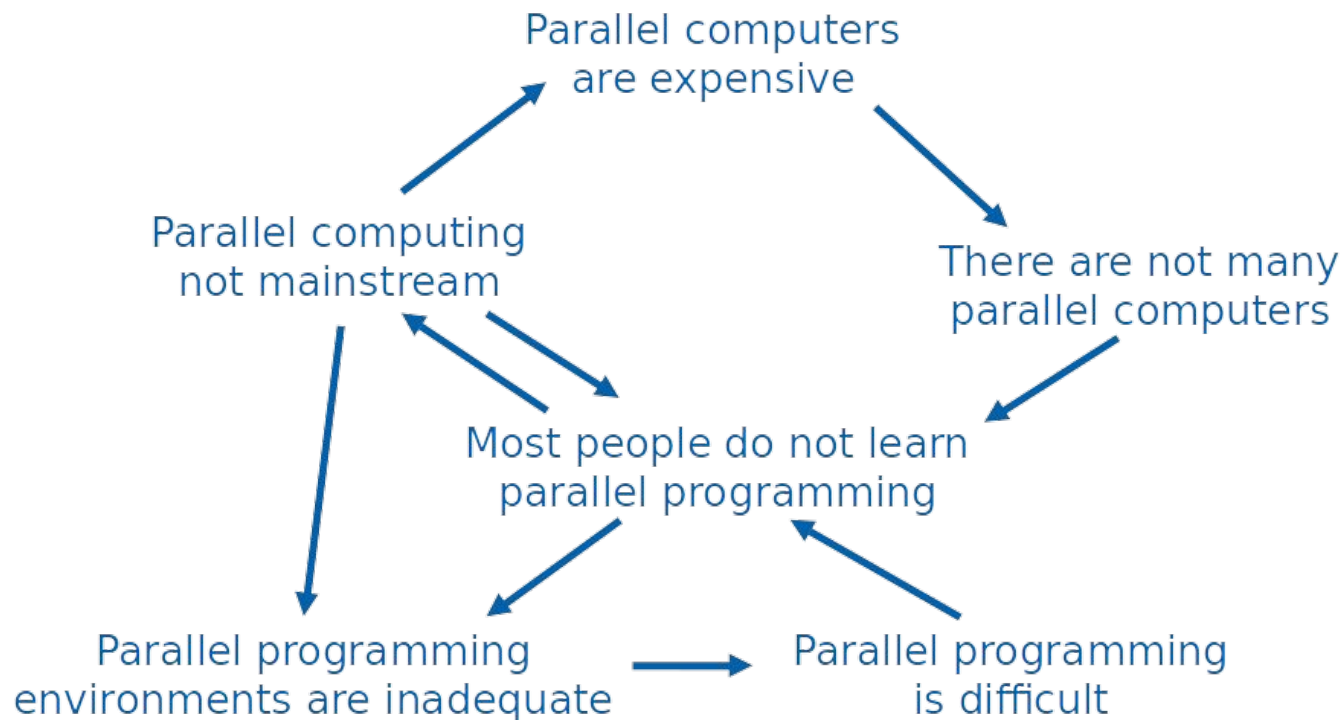 Parallel computers
are expensive
Parallel computing
not mainstream
There are not many
parallel computers
Most people do not learn
parallel programming
Parallel programming
environments are inadequate
Parallel programming
is difficult